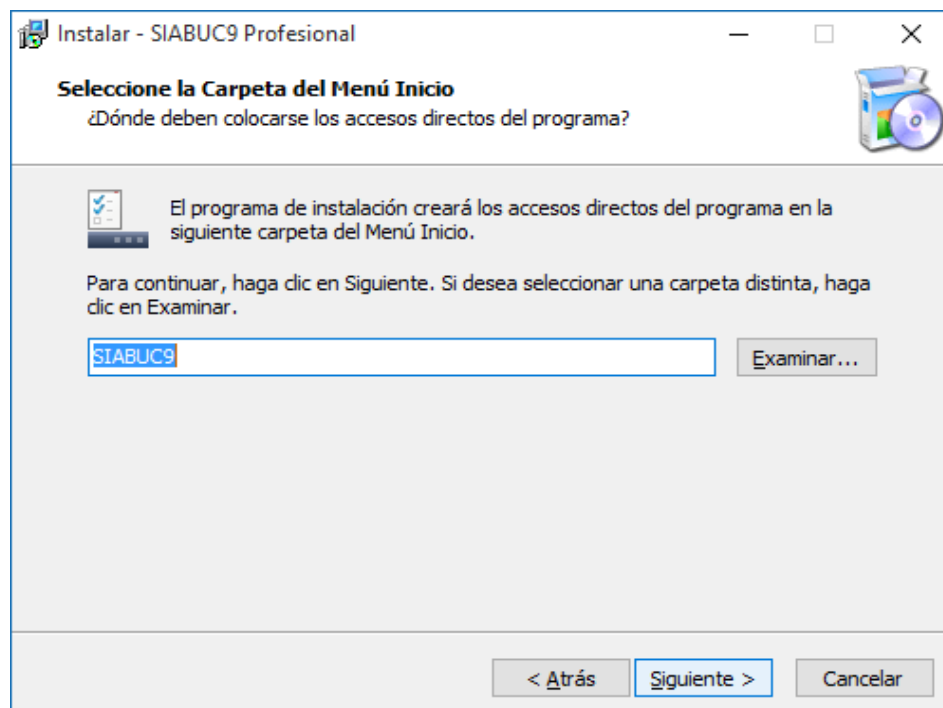 Instalar - SIABUC9 Profesional
Seleccione la Carpeta del Menú Inicio
¿Dónde deben colocarse los accesos directos del programa?
El programa de instalación creará los accesos directos del programa en la
siguiente carpeta del Menú Inicio.
Para continuar, haga clic en Siguiente. Si desea seleccionar una carpeta distinta, haga
clic en Examinar.
SIABUC9
Examinar...
< Atrás
Siguiente >
Cancelar